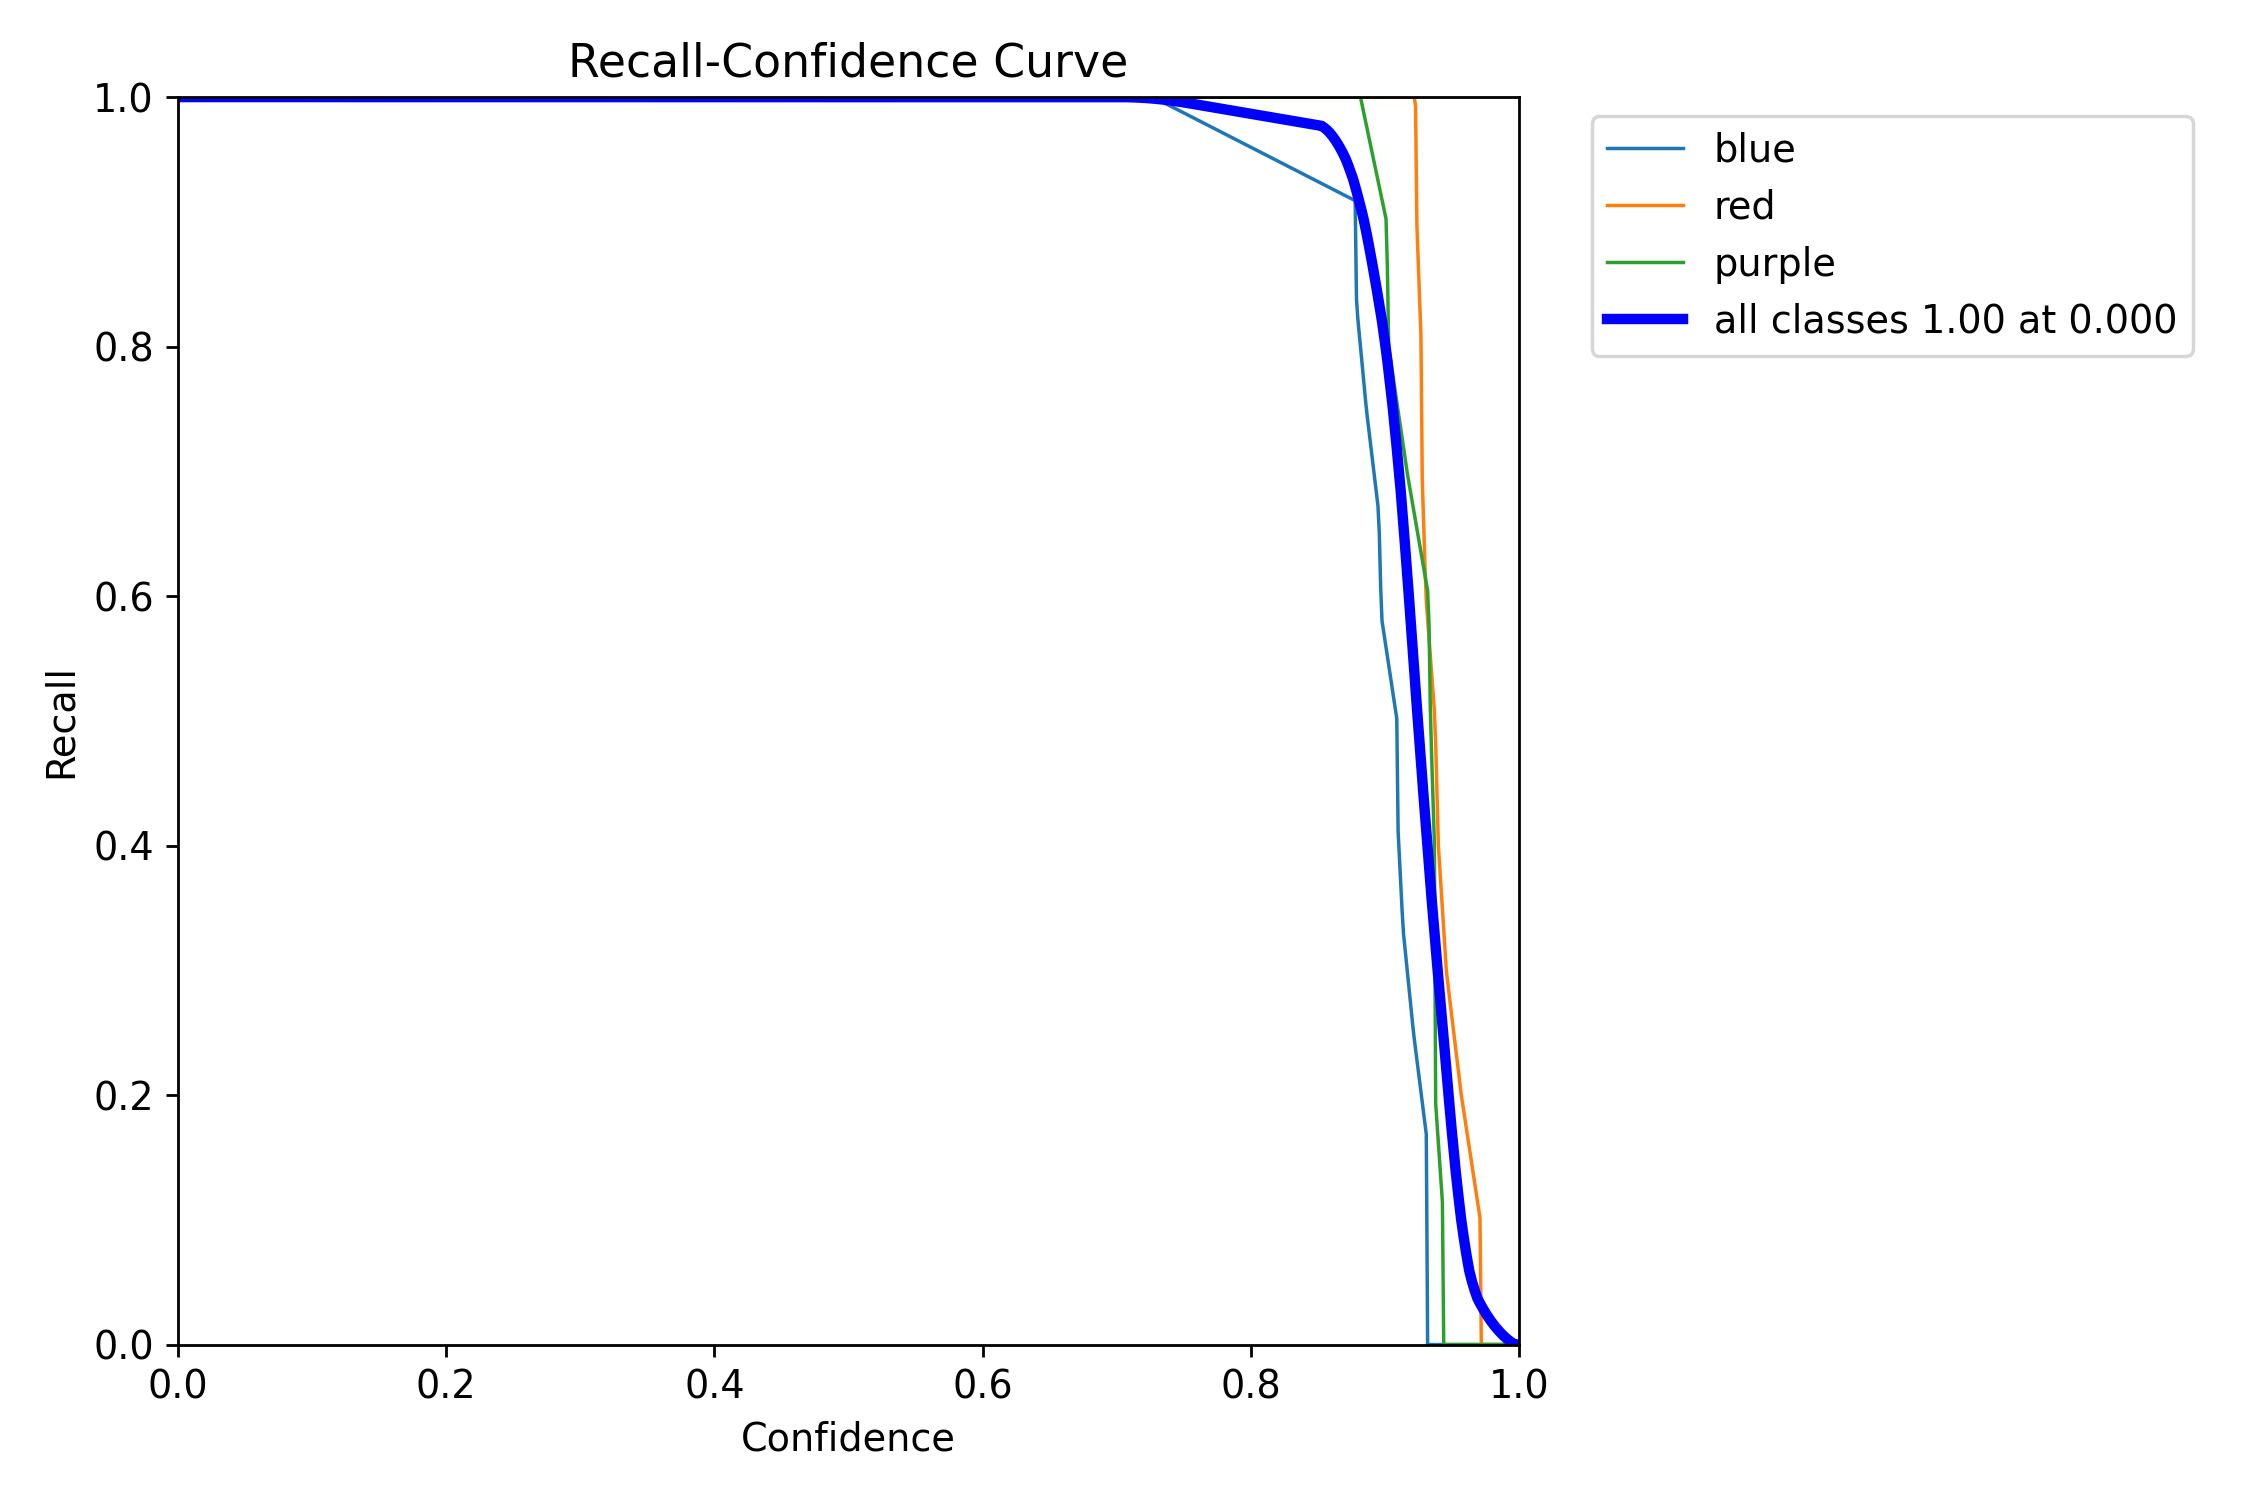 Recall-Confidence Curve
1.0
0.8
0.6
0.4
0.2
0.0
Recall
0.0 0.2 0.4 0.6 0.8 1.0
Confidence
blue
red
purple
all classes 1.00 at 0.000